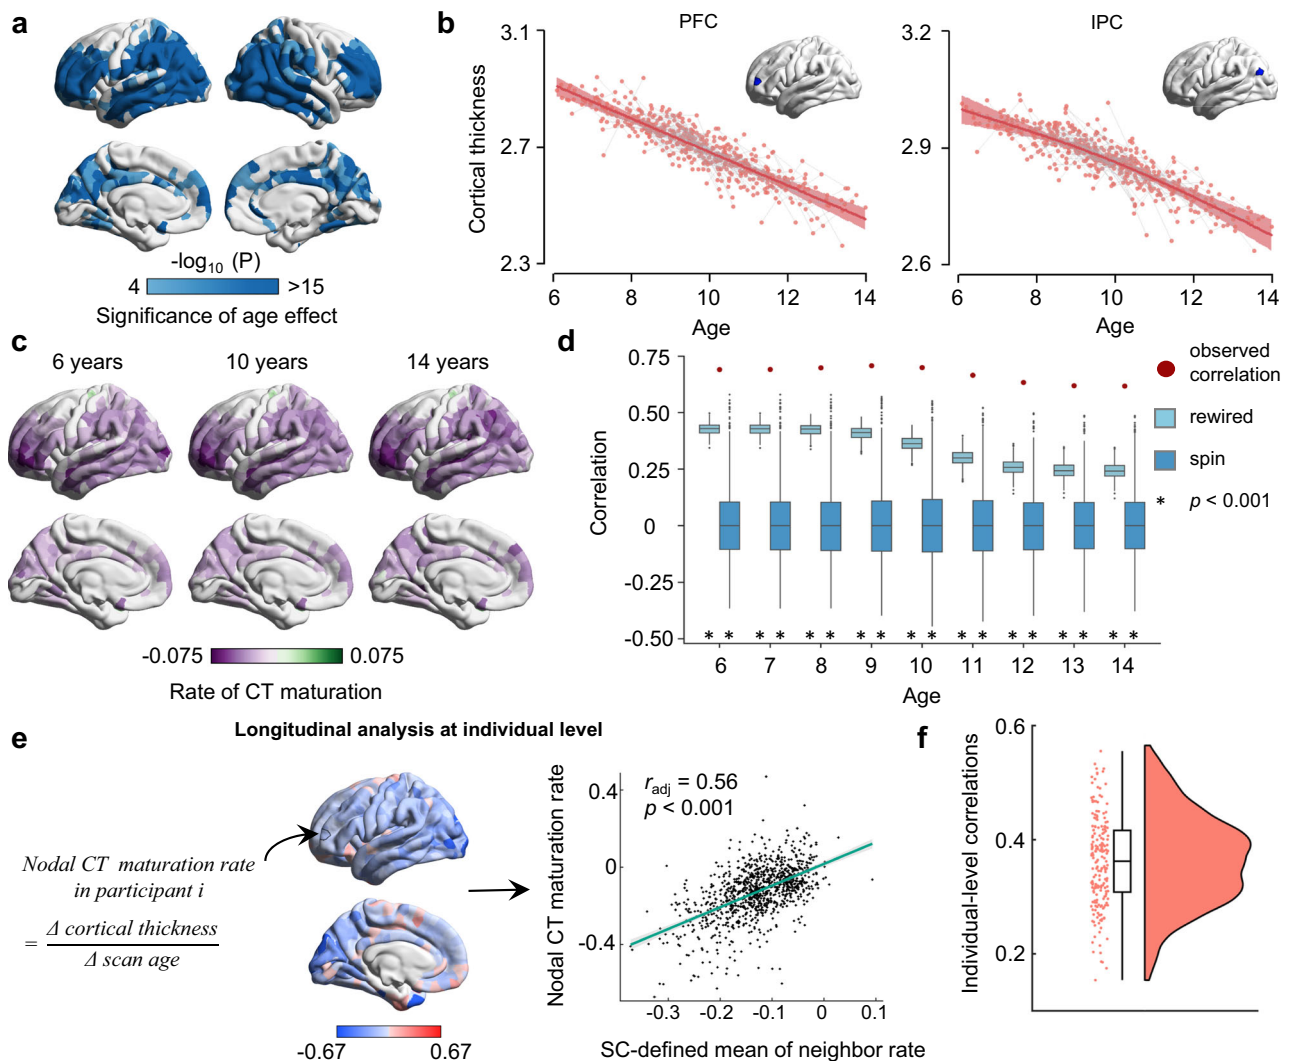 a
-log10 (P)
4 >15
Significance of age effect
b
PFC
3.1
2.7
2.3
Cortical thickness
6 8 10 12 14
Age
IPC
3.2
2.9
2.6
6 8 10 12 14
Age
c
6 years 10 years 14 years
-0.075 0.075
Rate of CT maturation
d
0.75
0.50
0.25
0
-0.25
-0.50
Correlation
* * * * * * * * * * * * * * * * * *
6 7 8 9 10 11 12 13 14
Age
observed
correlation
rewired
spin
* p < 0.001
Longitudinal analysis at individual level
e
Nodal CT maturation rate
in participant i
= Δ cortical thickness
Δ scan age
-0.67 0.67
Nodal CT maturation rate
0.4
0
-0.4
radj = 0.56
p < 0.001
-0.3 -0.2 -0.1 0 0.1
SC-defined mean of neighbor rate
f
Individual-level correlations
0.6
0.4
0.2